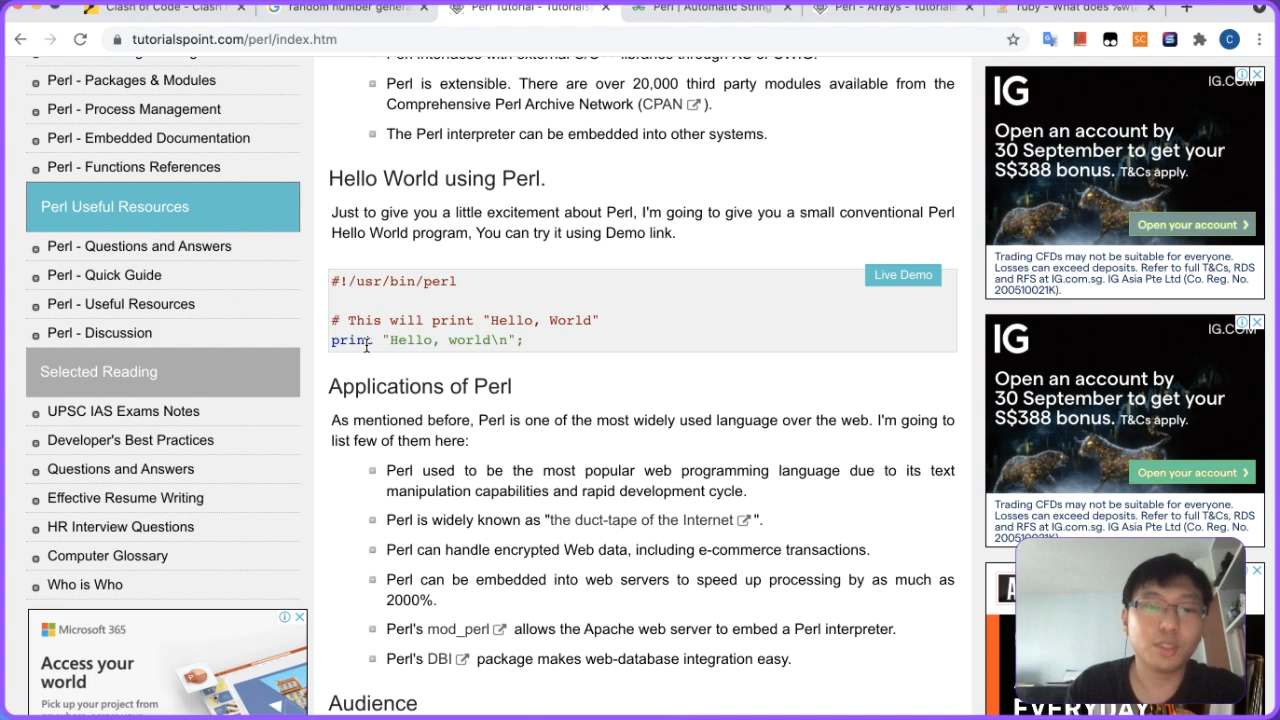 Clash of Code - Clash
random number genera
Perl Tutorial - Tutorials
Perl | Automatic String
Perl - Arrays - Tutorials
ruby - What does %w(
tutorialspoint.com/perl/index.htm
Perl - Packages & Modules
Perl - Process Management
Perl - Embedded Documentation
Perl - Functions References
Perl Useful Resources
Perl - Questions and Answers
Perl - Quick Guide
Perl - Useful Resources
Perl - Discussion
Selected Reading
UPSC IAS Exams Notes
Developer's Best Practices
Questions and Answers
Effective Resume Writing
HR Interview Questions
Computer Glossary
Who is Who
Microsoft 365
Access your
world
Pick up your project from
Perl interfaces with external C/C++ libraries through XS or SWIG.
Perl is extensible. There are over 20,000 third party modules available from the
Comprehensive Perl Archive Network (CPAN ).
The Perl interpreter can be embedded into other systems.
Hello World using Perl.
Just to give you a little excitement about Perl, I'm going to give you a small conventional Perl
Hello World program, You can try it using Demo link.
Live Demo
#!/usr/bin/perl
# This will print "Hello, World"
print "Hello, world\n";
Applications of Perl
As mentioned before, Perl is one of the most widely used language over the web. I'm going to
list few of them here:
Perl used to be the most popular web programming language due to its text
manipulation capabilities and rapid development cycle.
Perl is widely known as "the duct-tape of the Internet ".
Perl can handle encrypted Web data, including e-commerce transactions.
Perl can be embedded into web servers to speed up processing by as much as
2000%.
Perl's mod_perl allows the Apache web server to embed a Perl interpreter.
Perl's DBI package makes web-database integration easy.
Audience
IG
IG.COM
Open an account by
30 September to get your
S$388 bonus. T&Cs apply.
Open your account
Trading CFDs may not be suitable for everyone.
Losses can exceed deposits. Refer to full T&Cs, RDS
and RFS at IG.com.sg. IG Asia Pte Ltd (Co. Reg. No.
200510021K).
IG
IG.COM
Open an account by
30 September to get your
S$388 bonus. T&Cs apply.
Open your account
Trading CFDs may not be suitable for everyone.
Losses can exceed deposits. Refer to full T&Cs, RDS
and RFS at IG.com.sg. IG Asia Pte Ltd (Co. Reg. No.
200510021K).
EVERYDAY